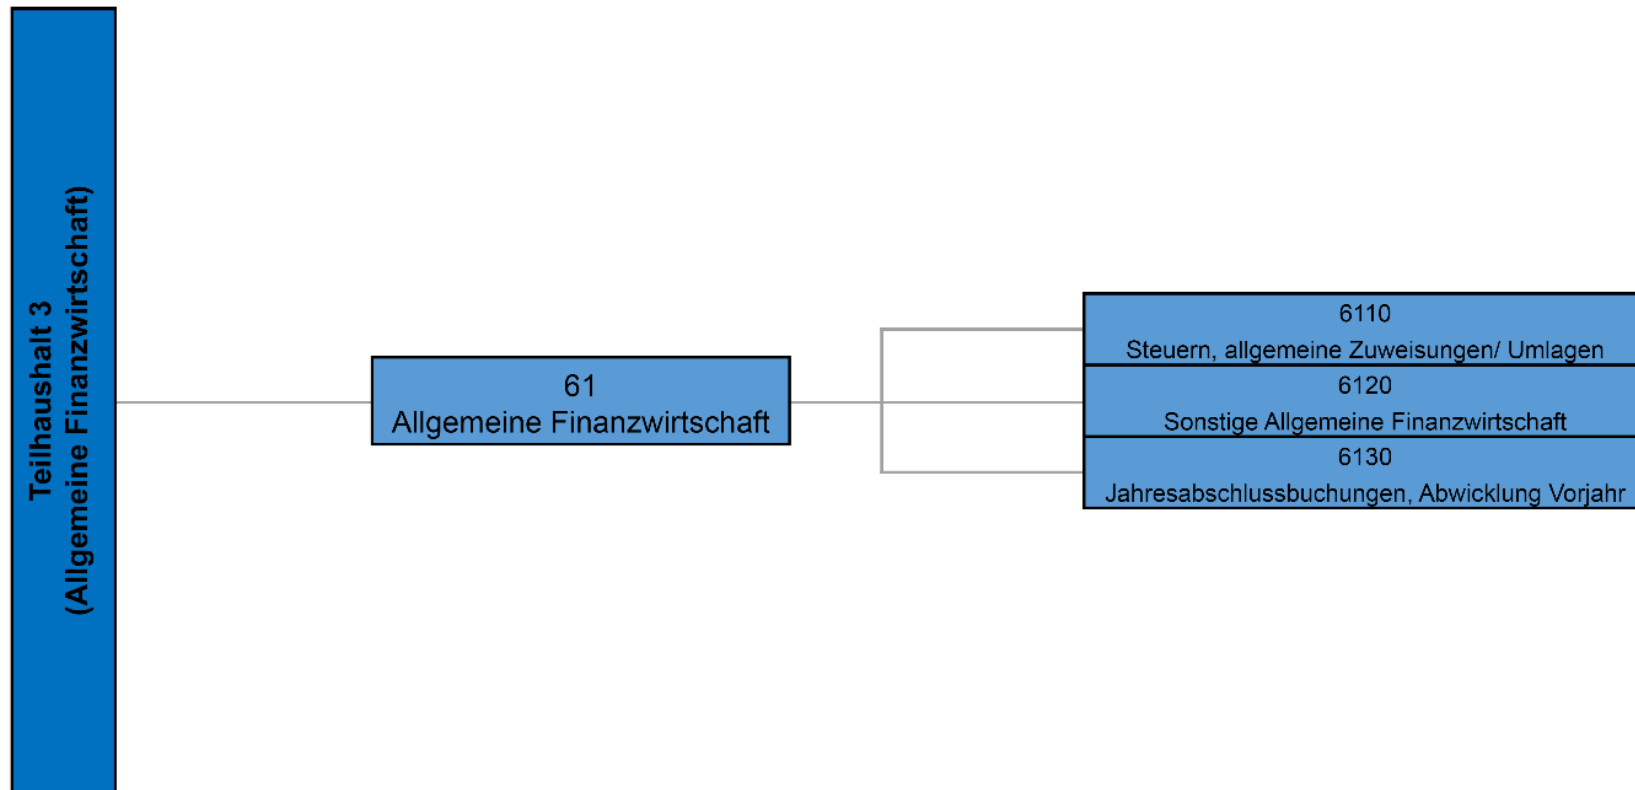 Teilhaushalt 3
(Allgemeine Finanzwirtschaft)
61
Allgemeine Finanzwirtschaft
6110
Steuern, allgemeine Zuweisungen/ Umlagen
6120
Sonstige Allgemeine Finanzwirtschaft
6130
Jahresabschlussbuchungen, Abwicklung Vorjahr